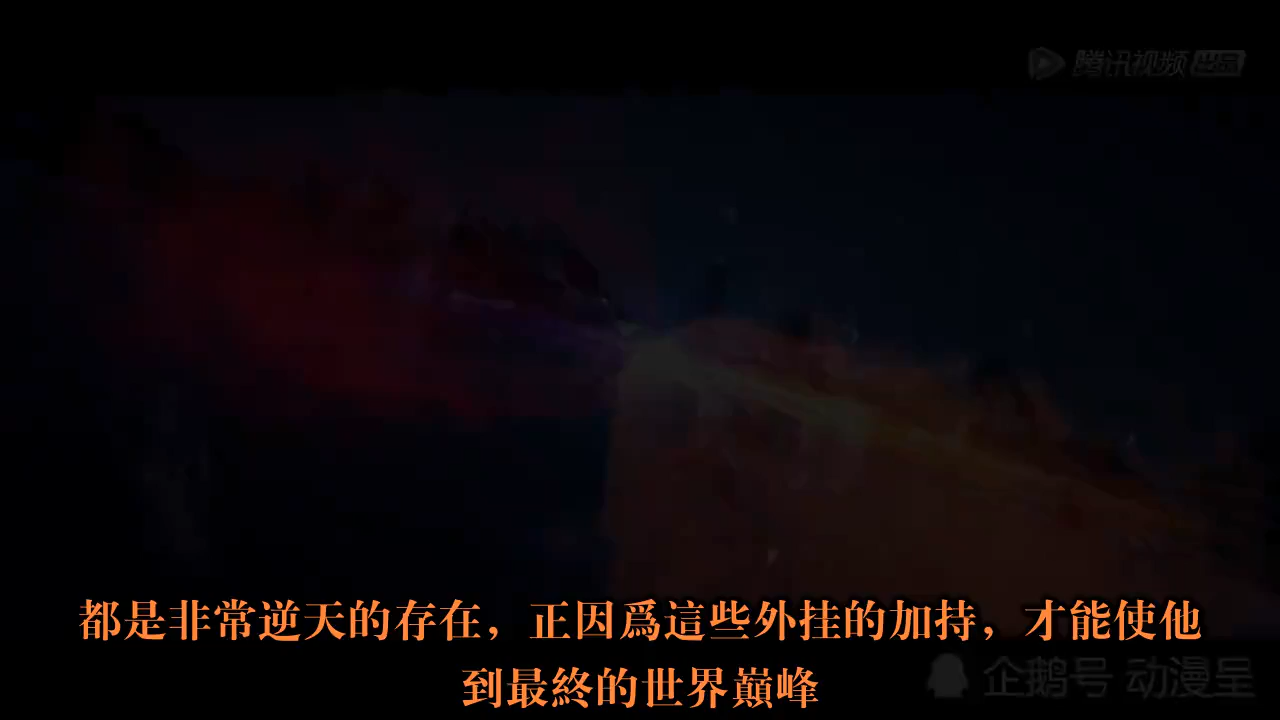 腾讯视频 出品
都是非常逆天的存在，正因爲這些外挂的加持，才能使他
到最終的世界巔峰
企鹅号 动漫呈